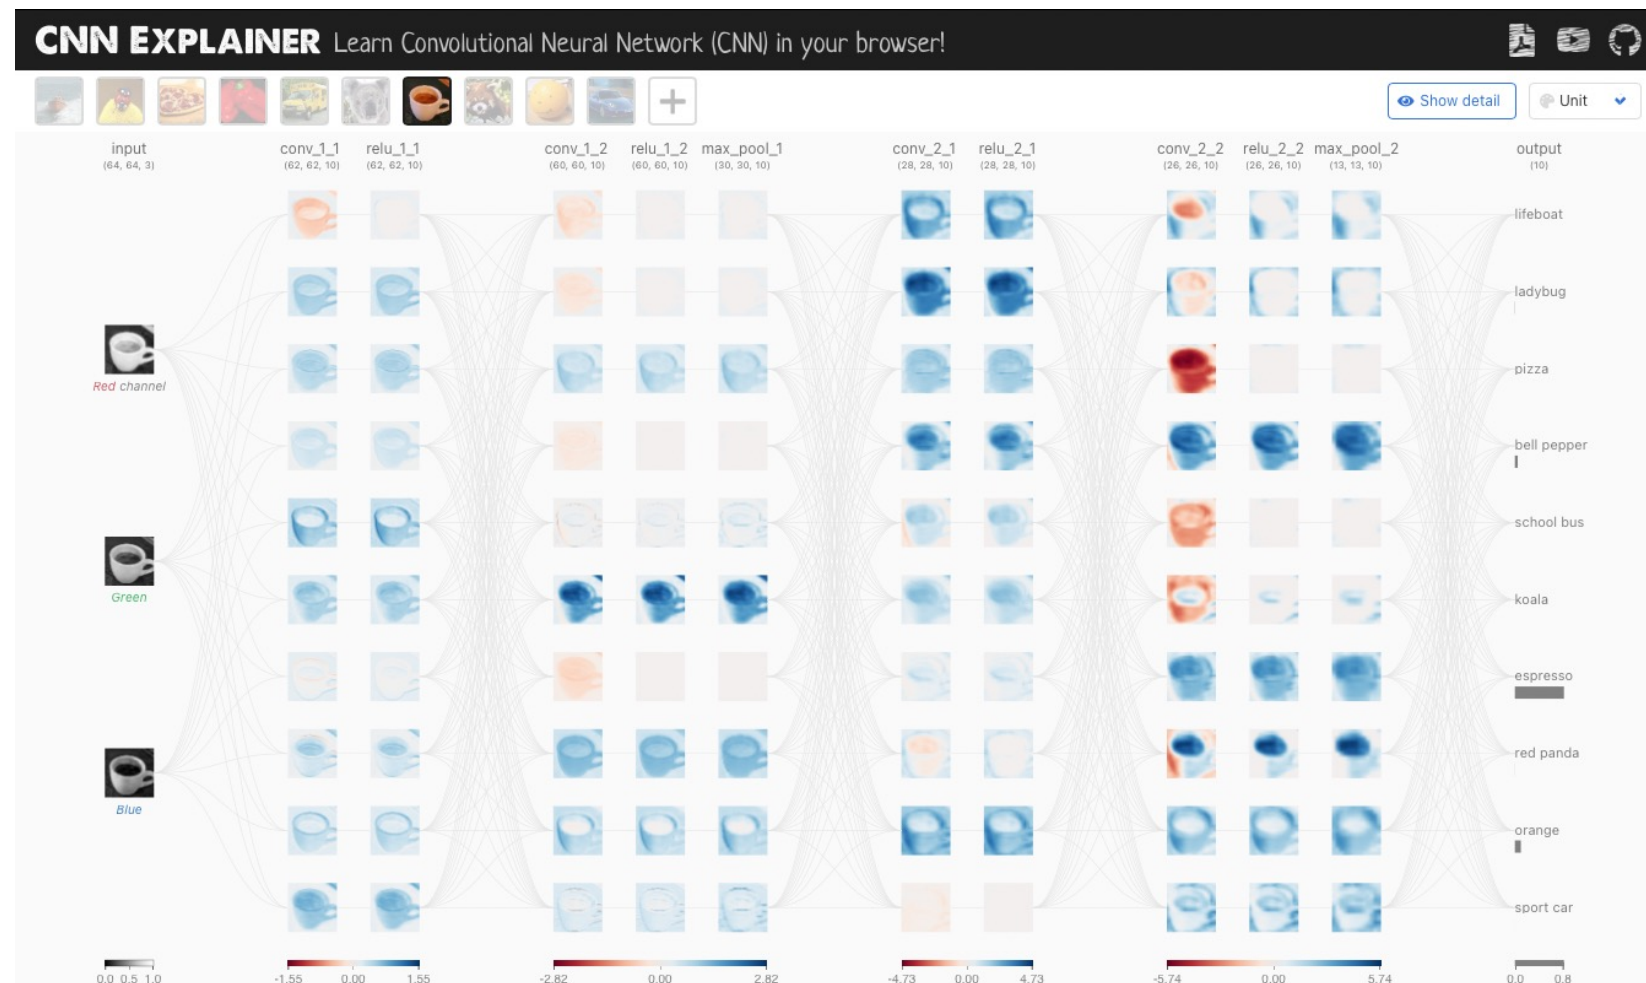 CNN EXPLAINER Learn Convolutional Neural Network (CNN) in your browser!
Show detail Unit
input conv_1_1 relu_1_1 conv_1_2 relu_1_2 max_pool_1 conv_2_1 relu_2_1 conv_2_2 relu_2_2 max_pool_2 output
(64, 64, 3) (62, 62, 10) (62, 62, 10) (60, 60, 10) (60, 60, 10) (30, 30, 10) (28, 28, 10) (28, 28, 10) (26, 26, 10) (26, 26, 10) (13, 13, 10) (10)
lifeboat
ladybug
pizza
Red channel
bell pepper
school bus
Green
koala
espresso
red panda
Blue
orange
sport car
0.0 0.5 1.0 -1.55 0.00 1.55 -2.82 0.00 2.82 -4.73 0.00 4.73 -5.74 0.00 5.74 0.0 0.8